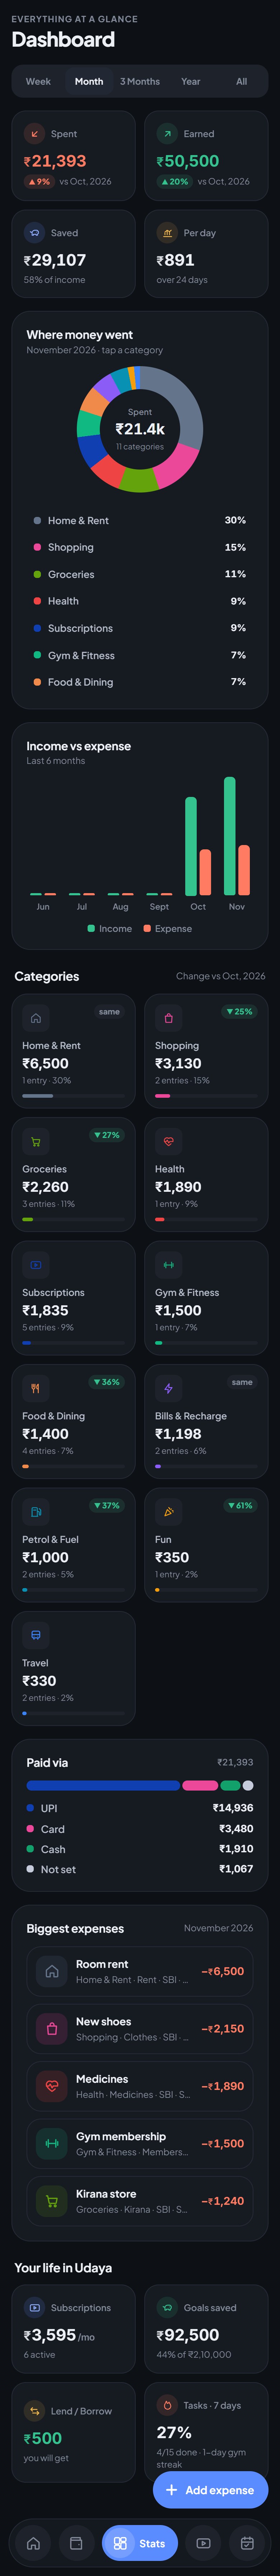 EVERYTHING AT A GLANCE
Dashboard
Week Month 3 Months Year All
Spent
₹21,393
▲ 9% vs Oct, 2026
Earned
₹50,500
▲ 20% vs Oct, 2026
Saved
₹29,107
58% of income
Per day
₹891
over 24 days
Where money went
November 2026 · tap a category
Spent
₹21.4k
11 categories
Home & Rent 30%
Shopping 15%
Groceries 11%
Health 9%
Subscriptions 9%
Gym & Fitness 7%
Food & Dining 7%
Income vs expense
Last 6 months
Jun Jul Aug Sept Oct Nov
Income Expense
Categories Change vs Oct, 2026
same
Home & Rent
₹6,500
1 entry · 30%
▼ 25%
Shopping
₹3,130
2 entries · 15%
▼ 27%
Groceries
₹2,260
3 entries · 11%
Health
₹1,890
1 entry · 9%
Subscriptions
₹1,835
5 entries · 9%
Gym & Fitness
₹1,500
1 entry · 7%
▼ 36%
Food & Dining
₹1,400
4 entries · 7%
same
Bills & Recharge
₹1,198
2 entries · 6%
▼ 37%
Petrol & Fuel
₹1,000
2 entries · 5%
▼ 61%
Fun
₹350
1 entry · 2%
Travel
₹330
2 entries · 2%
Paid via ₹21,393
UPI ₹14,936
Card ₹3,480
Cash ₹1,910
Not set ₹1,067
Biggest expenses November 2026
Room rent
Home & Rent · Rent · SBI · ...
−₹6,500
New shoes
Shopping · Clothes · SBI · ...
−₹2,150
Medicines
Health · Medicines · SBI · S...
−₹1,890
Gym membership
Gym & Fitness · Members...
−₹1,500
Kirana store
Groceries · Kirana · SBI · S...
−₹1,240
Your life in Udaya
Subscriptions
₹3,595 /mo
6 active
Goals saved
₹92,500
44% of ₹2,10,000
Lend / Borrow
₹500
you will get
Tasks · 7 days
27%
4/15 done · 1-day gym
streak
+ Add expense
Stats